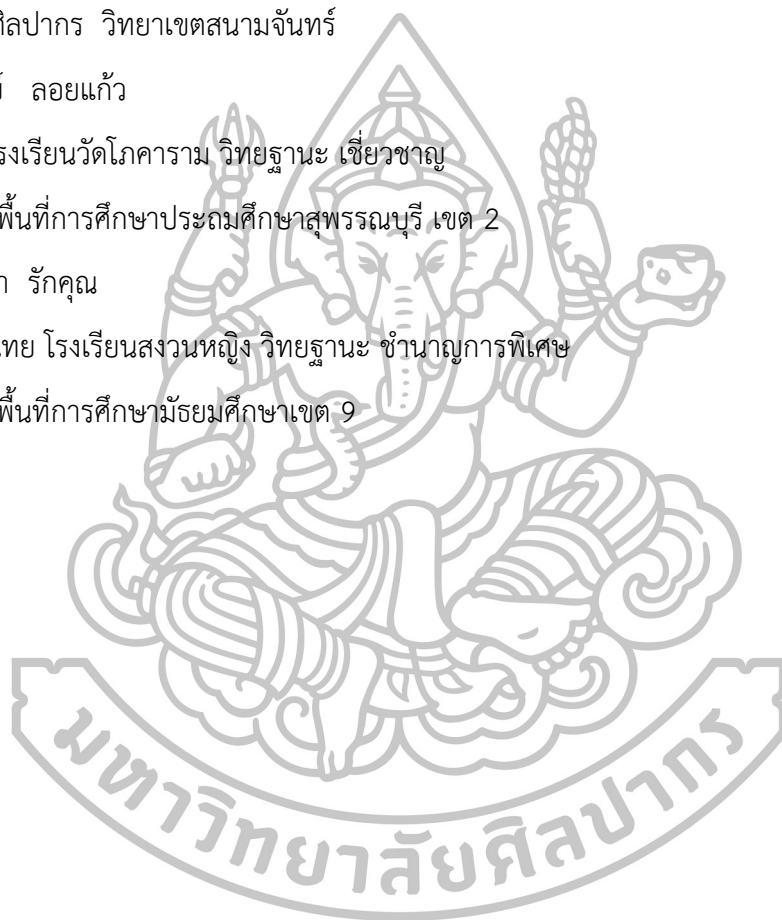 ศิลปากร วิทยาเขตสนามจันทร์
ลอยแก้ว
รงเรียนวัดโภคาราม วิทยฐานะ เชี่ยวชาญ
พื้นที่การศึกษาประถมศึกษาสุพรรณบุรี เขต 2
า รักคุณ
ไทย โรงเรียนสงวนหญิง วิทยฐานะ ชำนาญการพิเศษ
พื้นที่การศึกษามัธยมศึกษาเขต 9
มหาวิทยาลัยศิลปากร